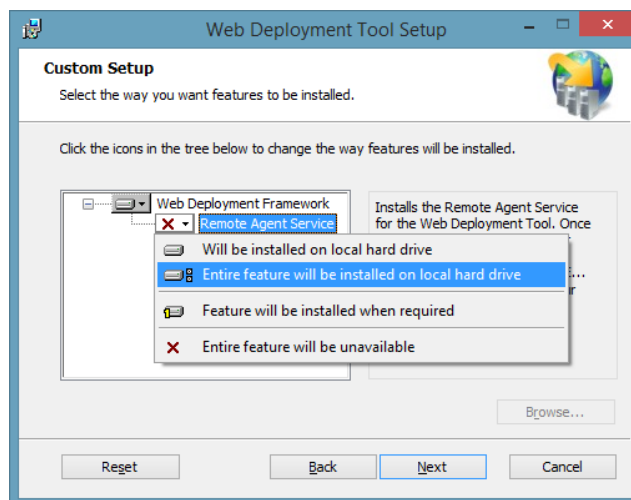 Web Deployment Tool Setup
Custom Setup
Select the way you want features to be installed.
Click the icons in the tree below to change the way features will be installed.
Web Deployment Framework
Remote Agent Service
Installs the Remote Agent Service
for the Web Deployment Tool. Once
Will be installed on local hard drive
Entire feature will be installed on local hard drive
Feature will be installed when required
Entire feature will be unavailable
Browse...
Reset
Back
Next
Cancel